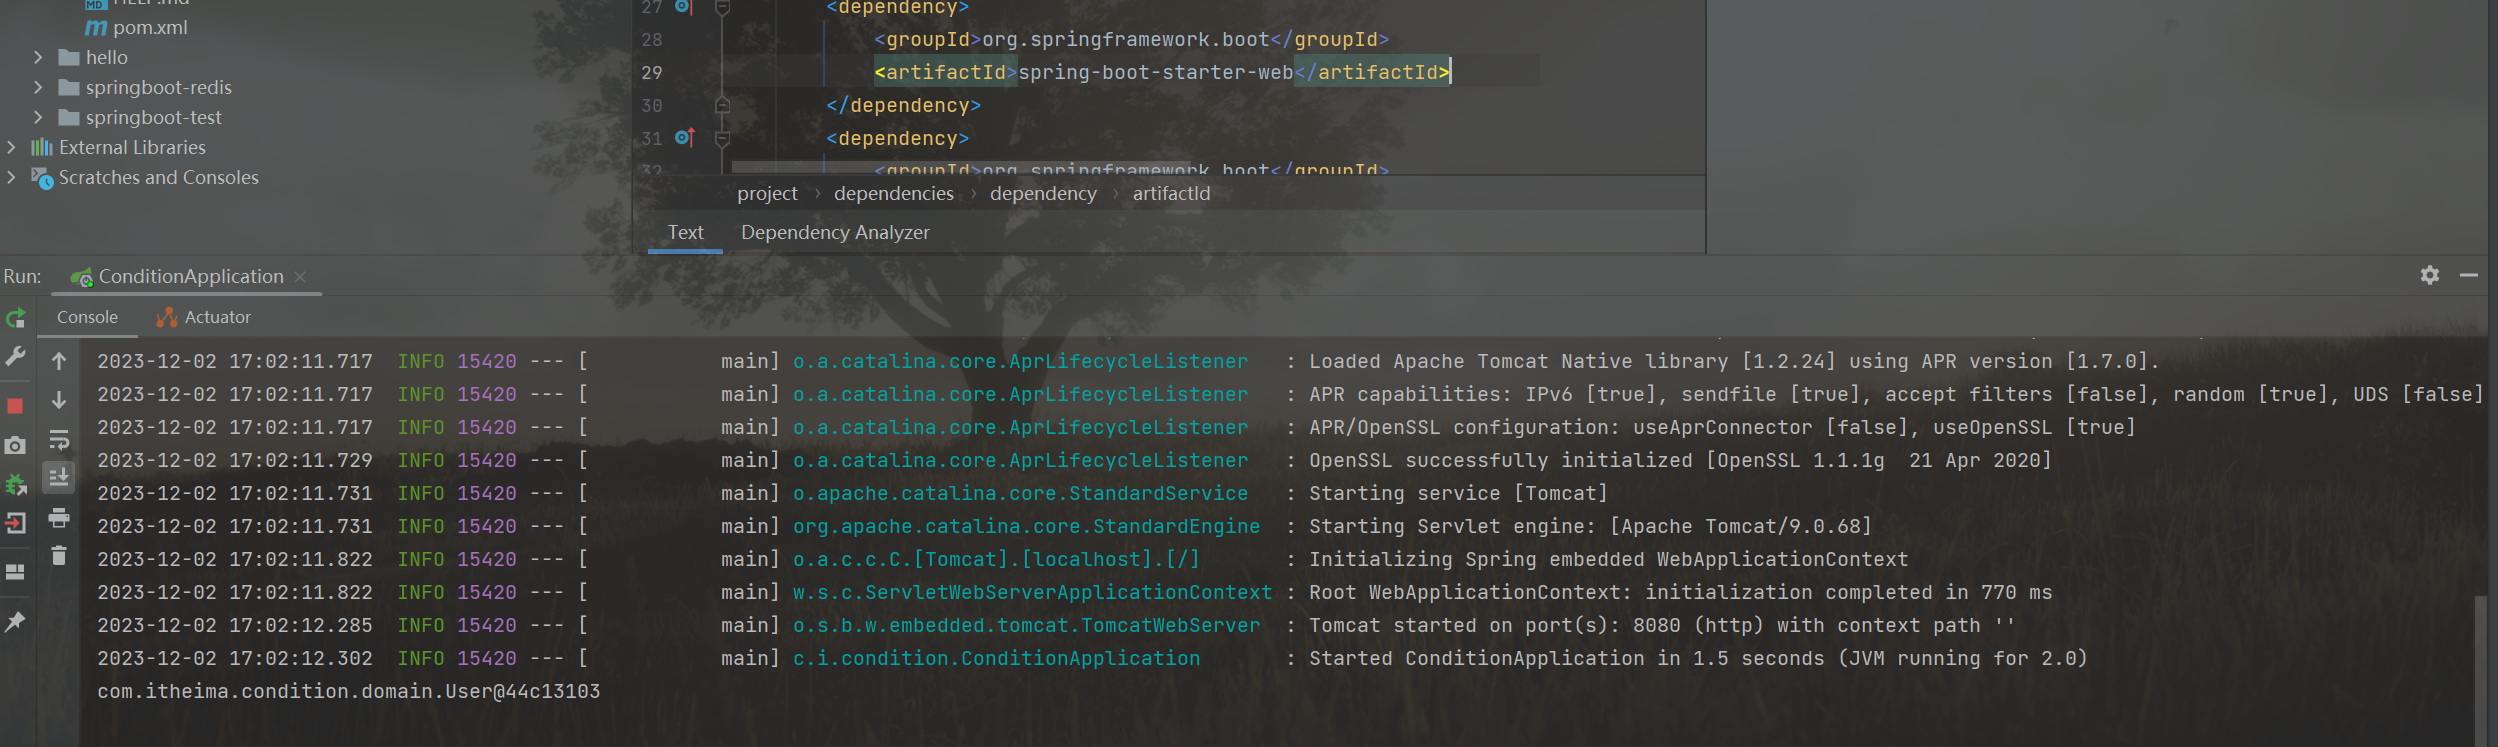 HELP.md
pom.xml
hello
springboot-redis
springboot-test
External Libraries
Scratches and Consoles
27 <dependency>
28 <groupId>org.springframework.boot</groupId>
29 <artifactId>spring-boot-starter-web</artifactId>
30 </dependency>
31 <dependency>
32 <groupId>org.springframework.boot</groupId>
project > dependencies > dependency > artifactId
Text Dependency Analyzer
Run: ConditionApplication
Console Actuator
2023-12-02 17:02:11.717 INFO 15420 --- [ main] o.a.catalina.core.AprLifecycleListener : Loaded Apache Tomcat Native library [1.2.24] using APR version [1.7.0].
2023-12-02 17:02:11.717 INFO 15420 --- [ main] o.a.catalina.core.AprLifecycleListener : APR capabilities: IPv6 [true], sendfile [true], accept filters [false], random [true], UDS [false]
2023-12-02 17:02:11.717 INFO 15420 --- [ main] o.a.catalina.core.AprLifecycleListener : APR/OpenSSL configuration: useAprConnector [false], useOpenSSL [true]
2023-12-02 17:02:11.729 INFO 15420 --- [ main] o.a.catalina.core.AprLifecycleListener : OpenSSL successfully initialized [OpenSSL 1.1.1g  21 Apr 2020]
2023-12-02 17:02:11.731 INFO 15420 --- [ main] o.apache.catalina.core.StandardService : Starting service [Tomcat]
2023-12-02 17:02:11.731 INFO 15420 --- [ main] org.apache.catalina.core.StandardEngine : Starting Servlet engine: [Apache Tomcat/9.0.68]
2023-12-02 17:02:11.822 INFO 15420 --- [ main] o.a.c.c.C.[Tomcat].[localhost].[/] : Initializing Spring embedded WebApplicationContext
2023-12-02 17:02:11.822 INFO 15420 --- [ main] w.s.c.ServletWebServerApplicationContext : Root WebApplicationContext: initialization completed in 770 ms
2023-12-02 17:02:12.285 INFO 15420 --- [ main] o.s.b.w.embedded.tomcat.TomcatWebServer : Tomcat started on port(s): 8080 (http) with context path ''
2023-12-02 17:02:12.302 INFO 15420 --- [ main] c.i.condition.ConditionApplication : Started ConditionApplication in 1.5 seconds (JVM running for 2.0)
com.itheima.condition.domain.User@44c13103